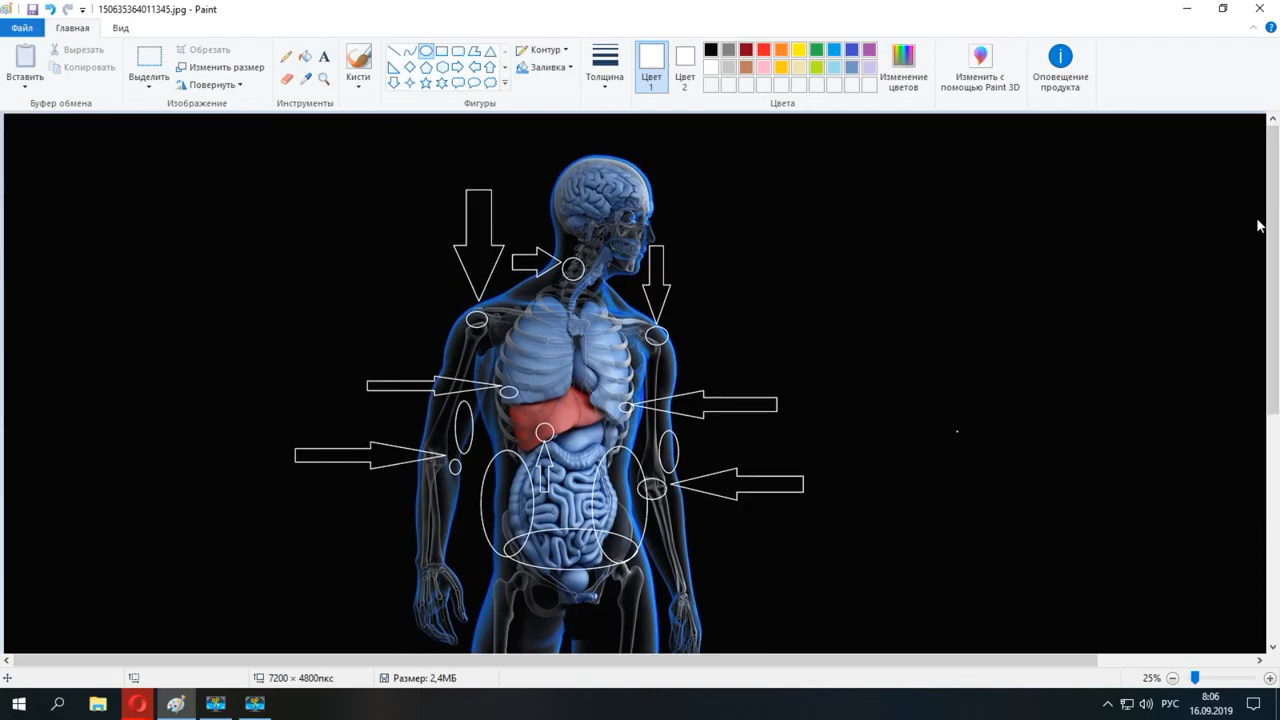 150635364011345.jpg - Paint
Файл
Главная
Вид
Вставить
Вырезать
Копировать
Буфер обмена
Выделить
Обрезать
Изменить размер
Повернуть
Изображение
Инструменты
Кисти
Контур
Заливка
Фигуры
Толщина
Цвет 1
Цвет 2
Цвета
Изменение цветов
Изменить с помощью Paint 3D
Оповещение продукта
7200 × 4800пкс
Размер: 2,4МБ
25%
РУС
8:06
16.09.2019